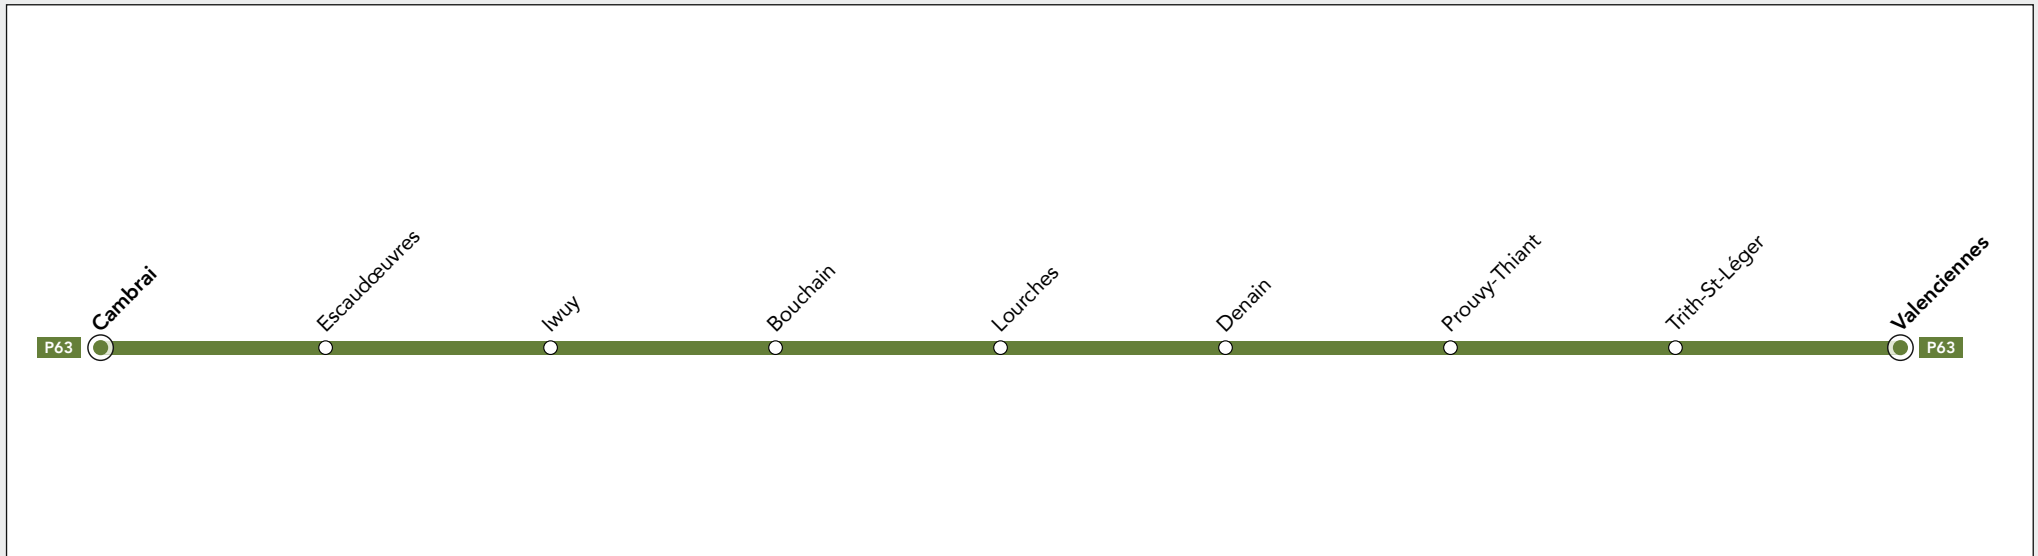 P63
Cambrai
Escaudœuvres
Iwuy
Bouchain
Lourches
Denain
Prouvy-Thiant
Trith-St-Léger
Valenciennes
P63